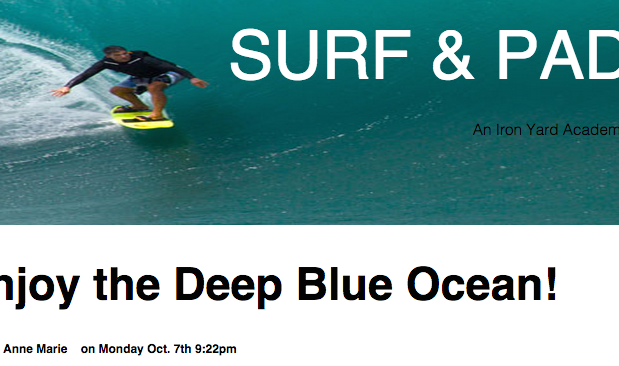 SURF & PAD
An Iron Yard Academ
njoy the Deep Blue Ocean!
Anne Marie on Monday Oct. 7th 9:22pm